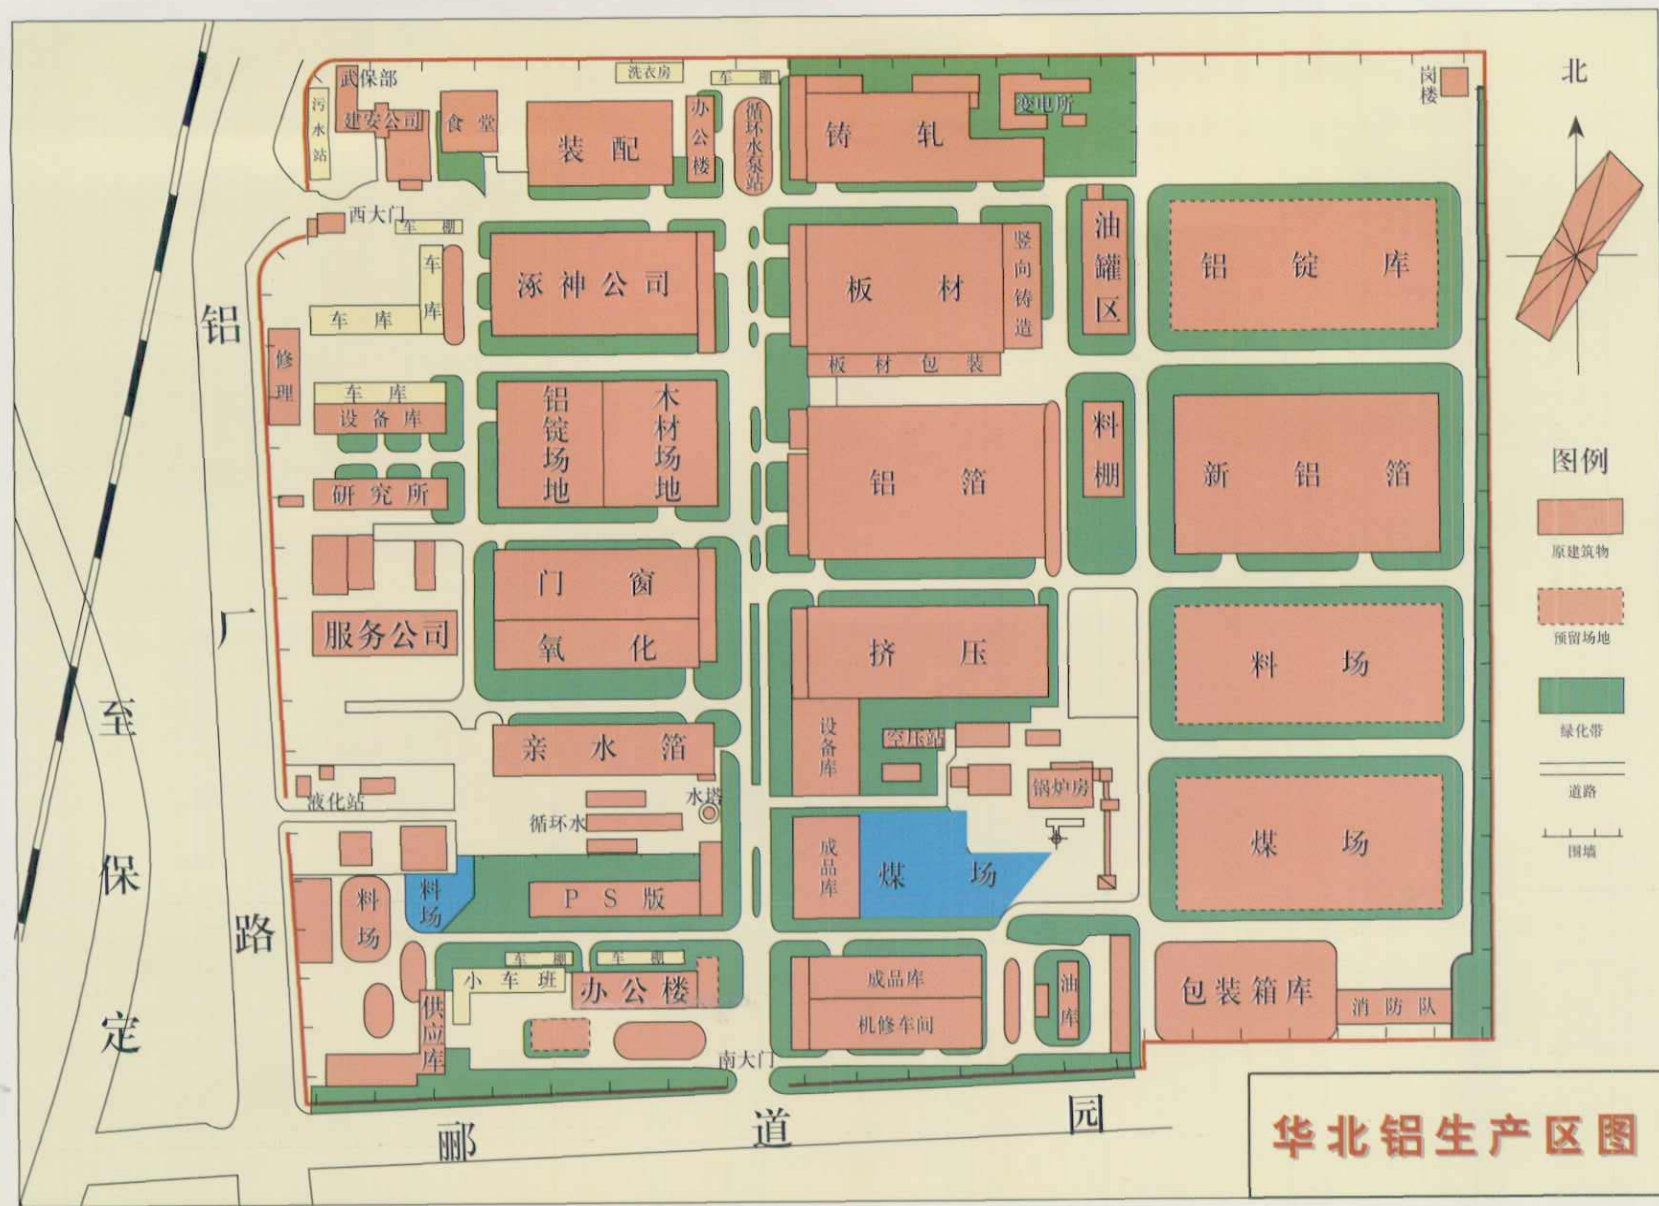 武保部
洗衣房
车棚
岗楼
北
污水站
建安公司
食堂
装配
办公楼
循环水泵站
铸轧
变电所
西大门
车棚
车库
涿神公司
板材
竖向铸造
油罐区
铝锭库
车库
板材包装
修理
车库
设备库
铝锭场地
木材场地
铝箔
料棚
新铝箔
研究所
图例
原建筑物
门窗
氧化
服务公司
挤压
料场
预留场地
亲水箔
设备库
空压站
绿化带
液化站
循环水
水塔
锅炉房
道路
成品库
煤场
煤场
围墙
料场
料场
PS版
车棚
车棚
小车班
办公楼
成品库
机修车间
油库
包装箱库
消防队
供应库
南大门
铝厂路
至保定
郦道园
华北铝生产区图